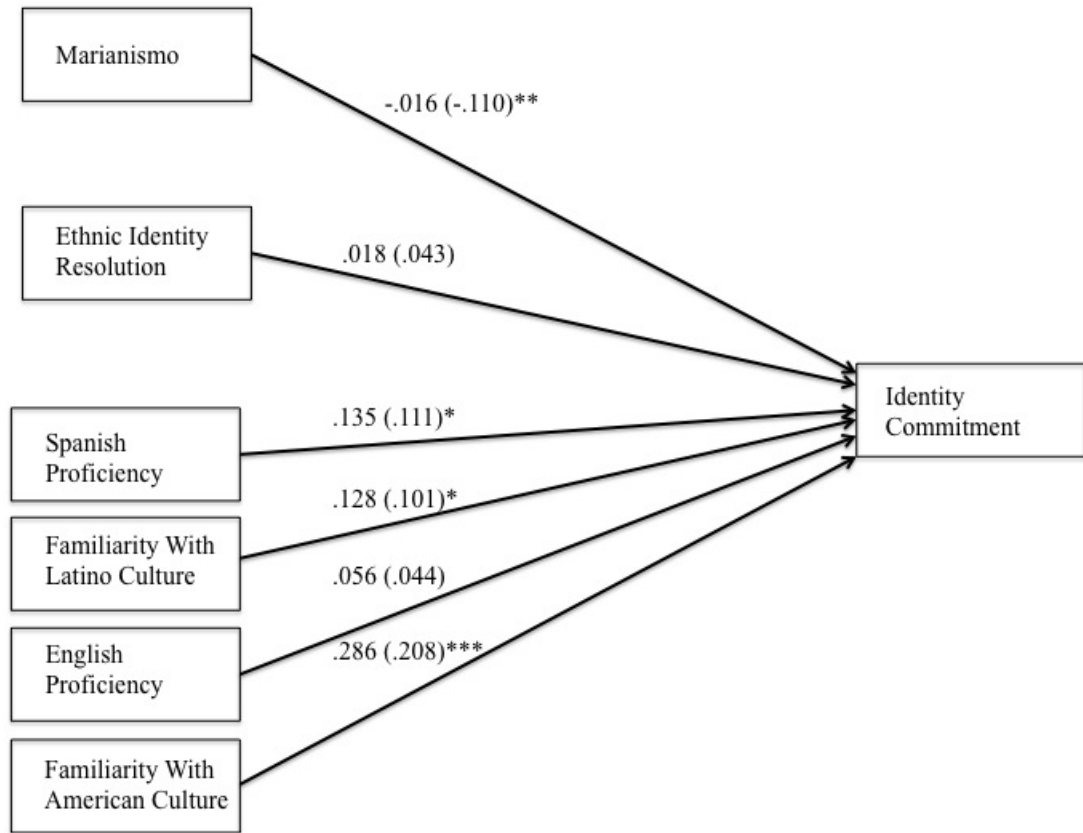 Marianismo
-.016 (-.110)**
Ethnic Identity
Resolution
.018 (.043)
Identity
Commitment
Spanish
Proficiency
.135 (.111)*
Familiarity With
Latino Culture
.128 (.101)*
English
Proficiency
.056 (.044)
Familiarity With
American Culture
.286 (.208)***